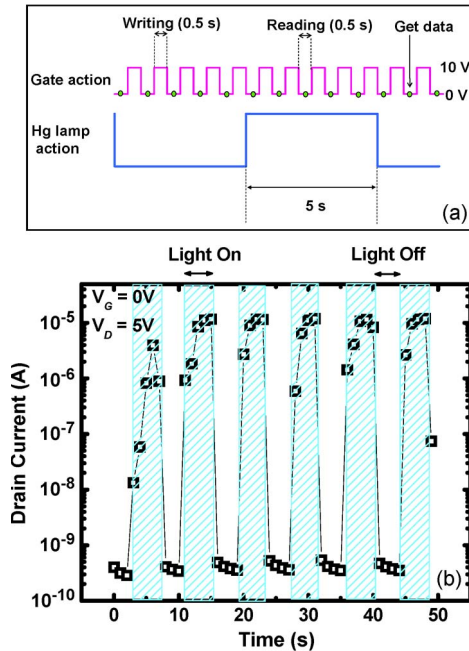 Writing (0.5 s) Reading (0.5 s) Get data
Gate action
10 V
0 V
Hg lamp
action
5 s
(a)
Light On Light Off
V_G = 0V
V_D = 5V
Drain Current (A)
10⁻⁵
10⁻⁶
10⁻⁷
10⁻⁸
10⁻⁹
10⁻¹⁰
(b)
0 10 20 30 40 50
Time (s)